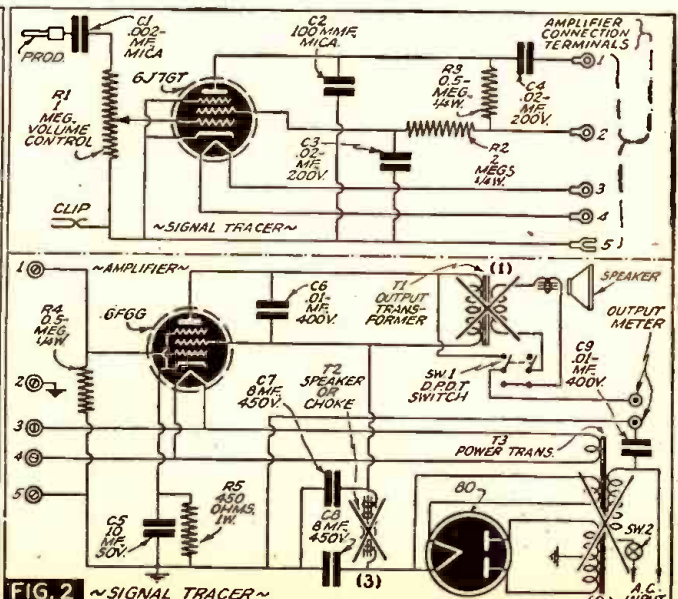 C1
.002-
MF.
MICA
PROD.
R1
1
MEG.
VOLUME
CONTROL
CLIP
6J7GT
C2
100 MMF.
MICA.
C3
.02-
MF.
200V.
R3
0.5-
MEG.
1/4W.
C4
.02-
MF.
200V.
R2
2
MEGS
1/4W.
AMPLIFIER
CONNECTION
TERMINALS
1
2
3
4
5
~SIGNAL TRACER~
~AMPLIFIER~
1
2
3
4
5
R4
0.5-
MEG.
1/4W.
6F6G
C6
.01-
MF.
400V.
T1
OUTPUT
TRANS-
FORMER
(1)
SPEAKER
OUTPUT
METER
SW.1
D.P.D.T.
SWITCH
C9
.01-
MF.
400V.
C7
8 MF.
450V.
T2
SPEAKER
OR
CHOKE
T3
POWER TRANS.
C5
10
MF.
50V.
R5
450
OHMS,
1W.
C8
8 MF.
450V.
(3)
80
SW.2
A.C.
INPUT
FIG. 2 ~SIGNAL TRACER~